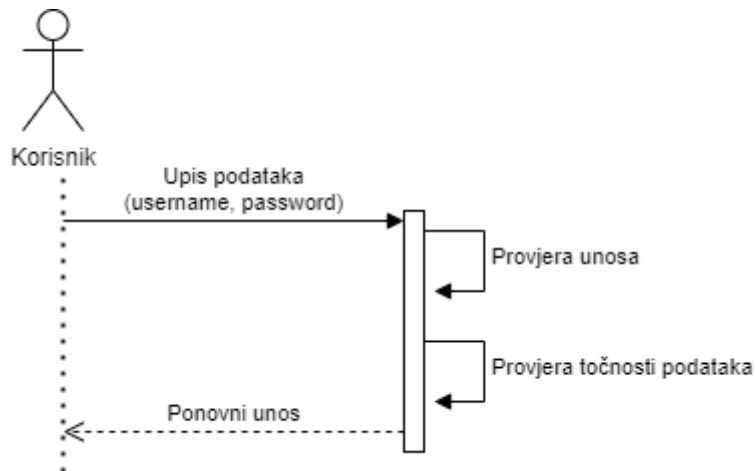 Korisnik
Upis podataka
(username, password)
Provjera unosa
Provjera točnosti podataka
Ponovni unos